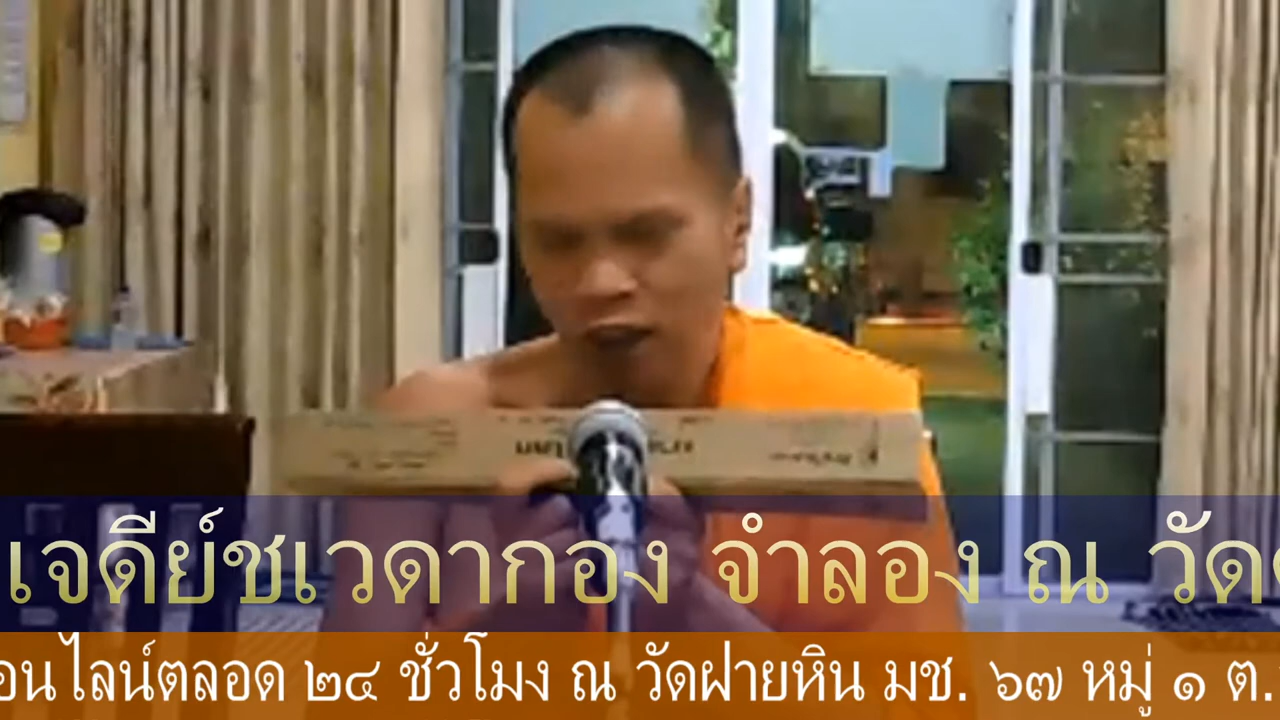 เจดีย์ชเวดากอง จำลอง ณ วัด
อนไลน์ตลอด ๒๔ ชั่วโมง ณ วัดฝายหิน มช. ๖๗ หมู่ ๑ ต.